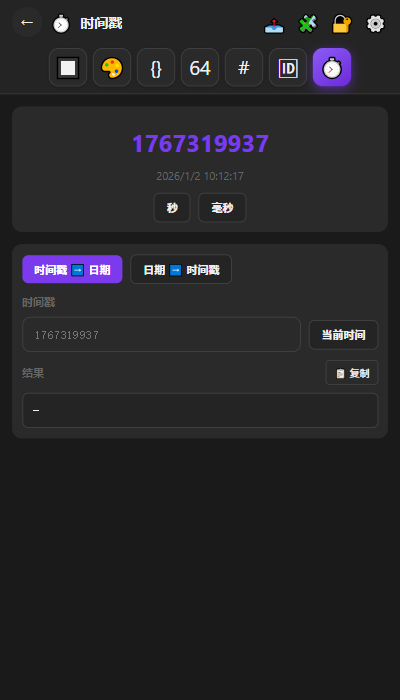 ← 时间戳
{} 64 # ID
1767319937
2026/1/2 10:12:17
秒 毫秒
时间戳 ➡ 日期 日期 ➡ 时间戳
时间戳
1767319937 当前时间
结果 复制
—